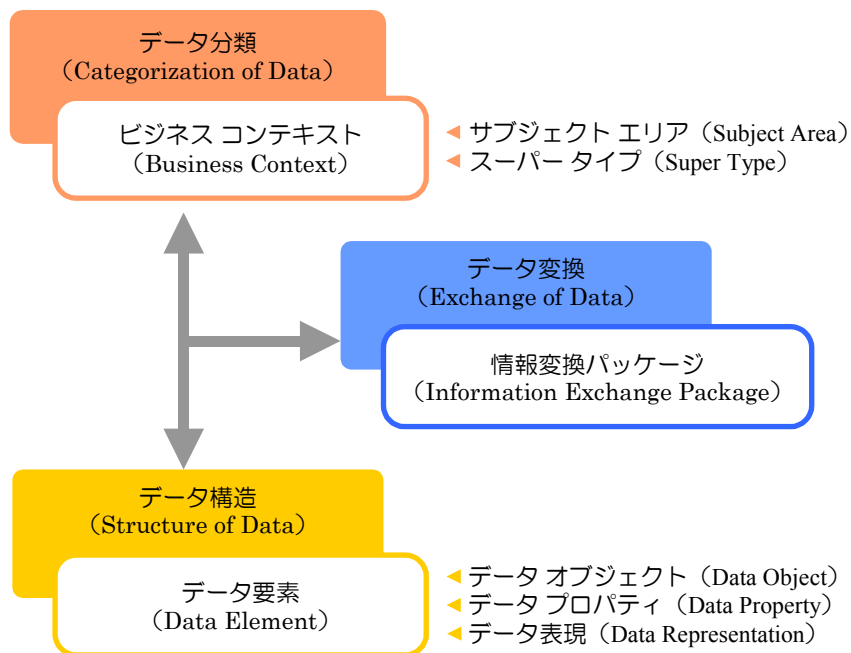 データ分類
（Categorization of Data）
ビジネス コンテキスト
（Business Context）
サブジェクト エリア（Subject Area）
スーパー タイプ（Super Type）
データ変換
（Exchange of Data）
情報変換パッケージ
（Information Exchange Package）
データ構造
（Structure of Data）
データ要素
（Data Element）
データ オブジェクト（Data Object）
データ プロパティ（Data Property）
データ表現（Data Representation）